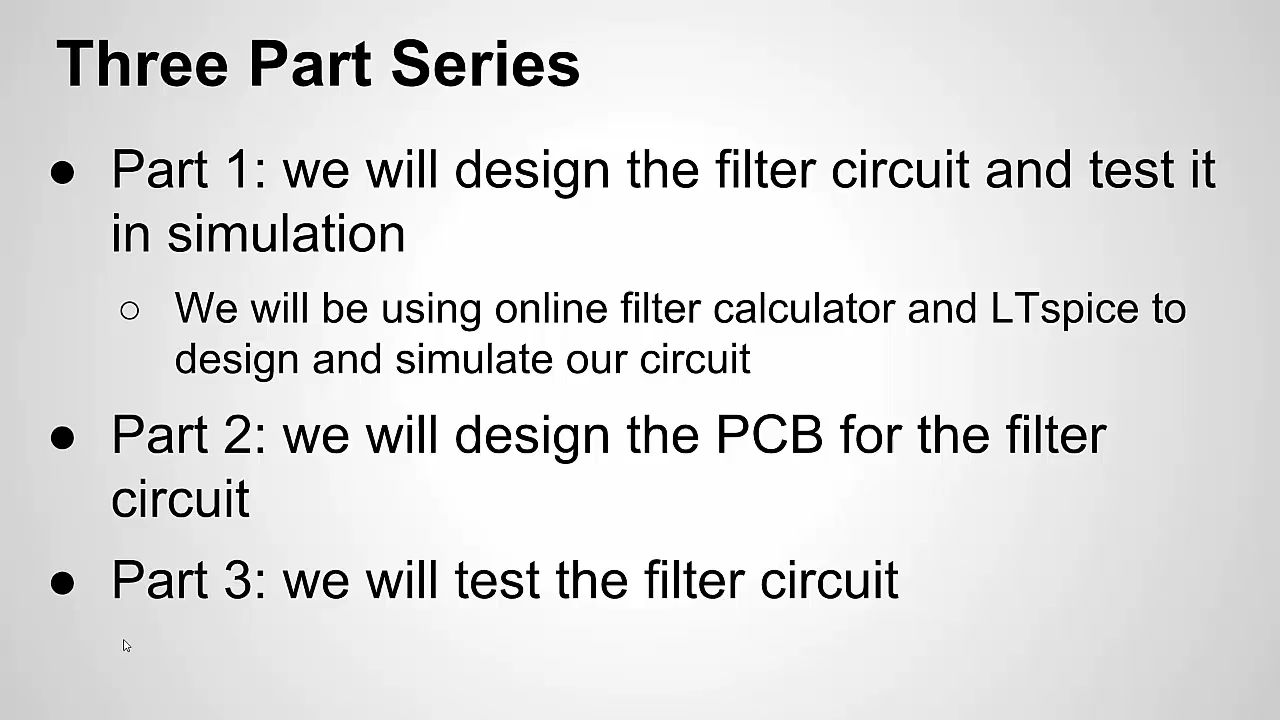 Three Part Series
● Part 1: we will design the filter circuit and test it
in simulation
○ We will be using online filter calculator and LTspice to
design and simulate our circuit
● Part 2: we will design the PCB for the filter
circuit
● Part 3: we will test the filter circuit